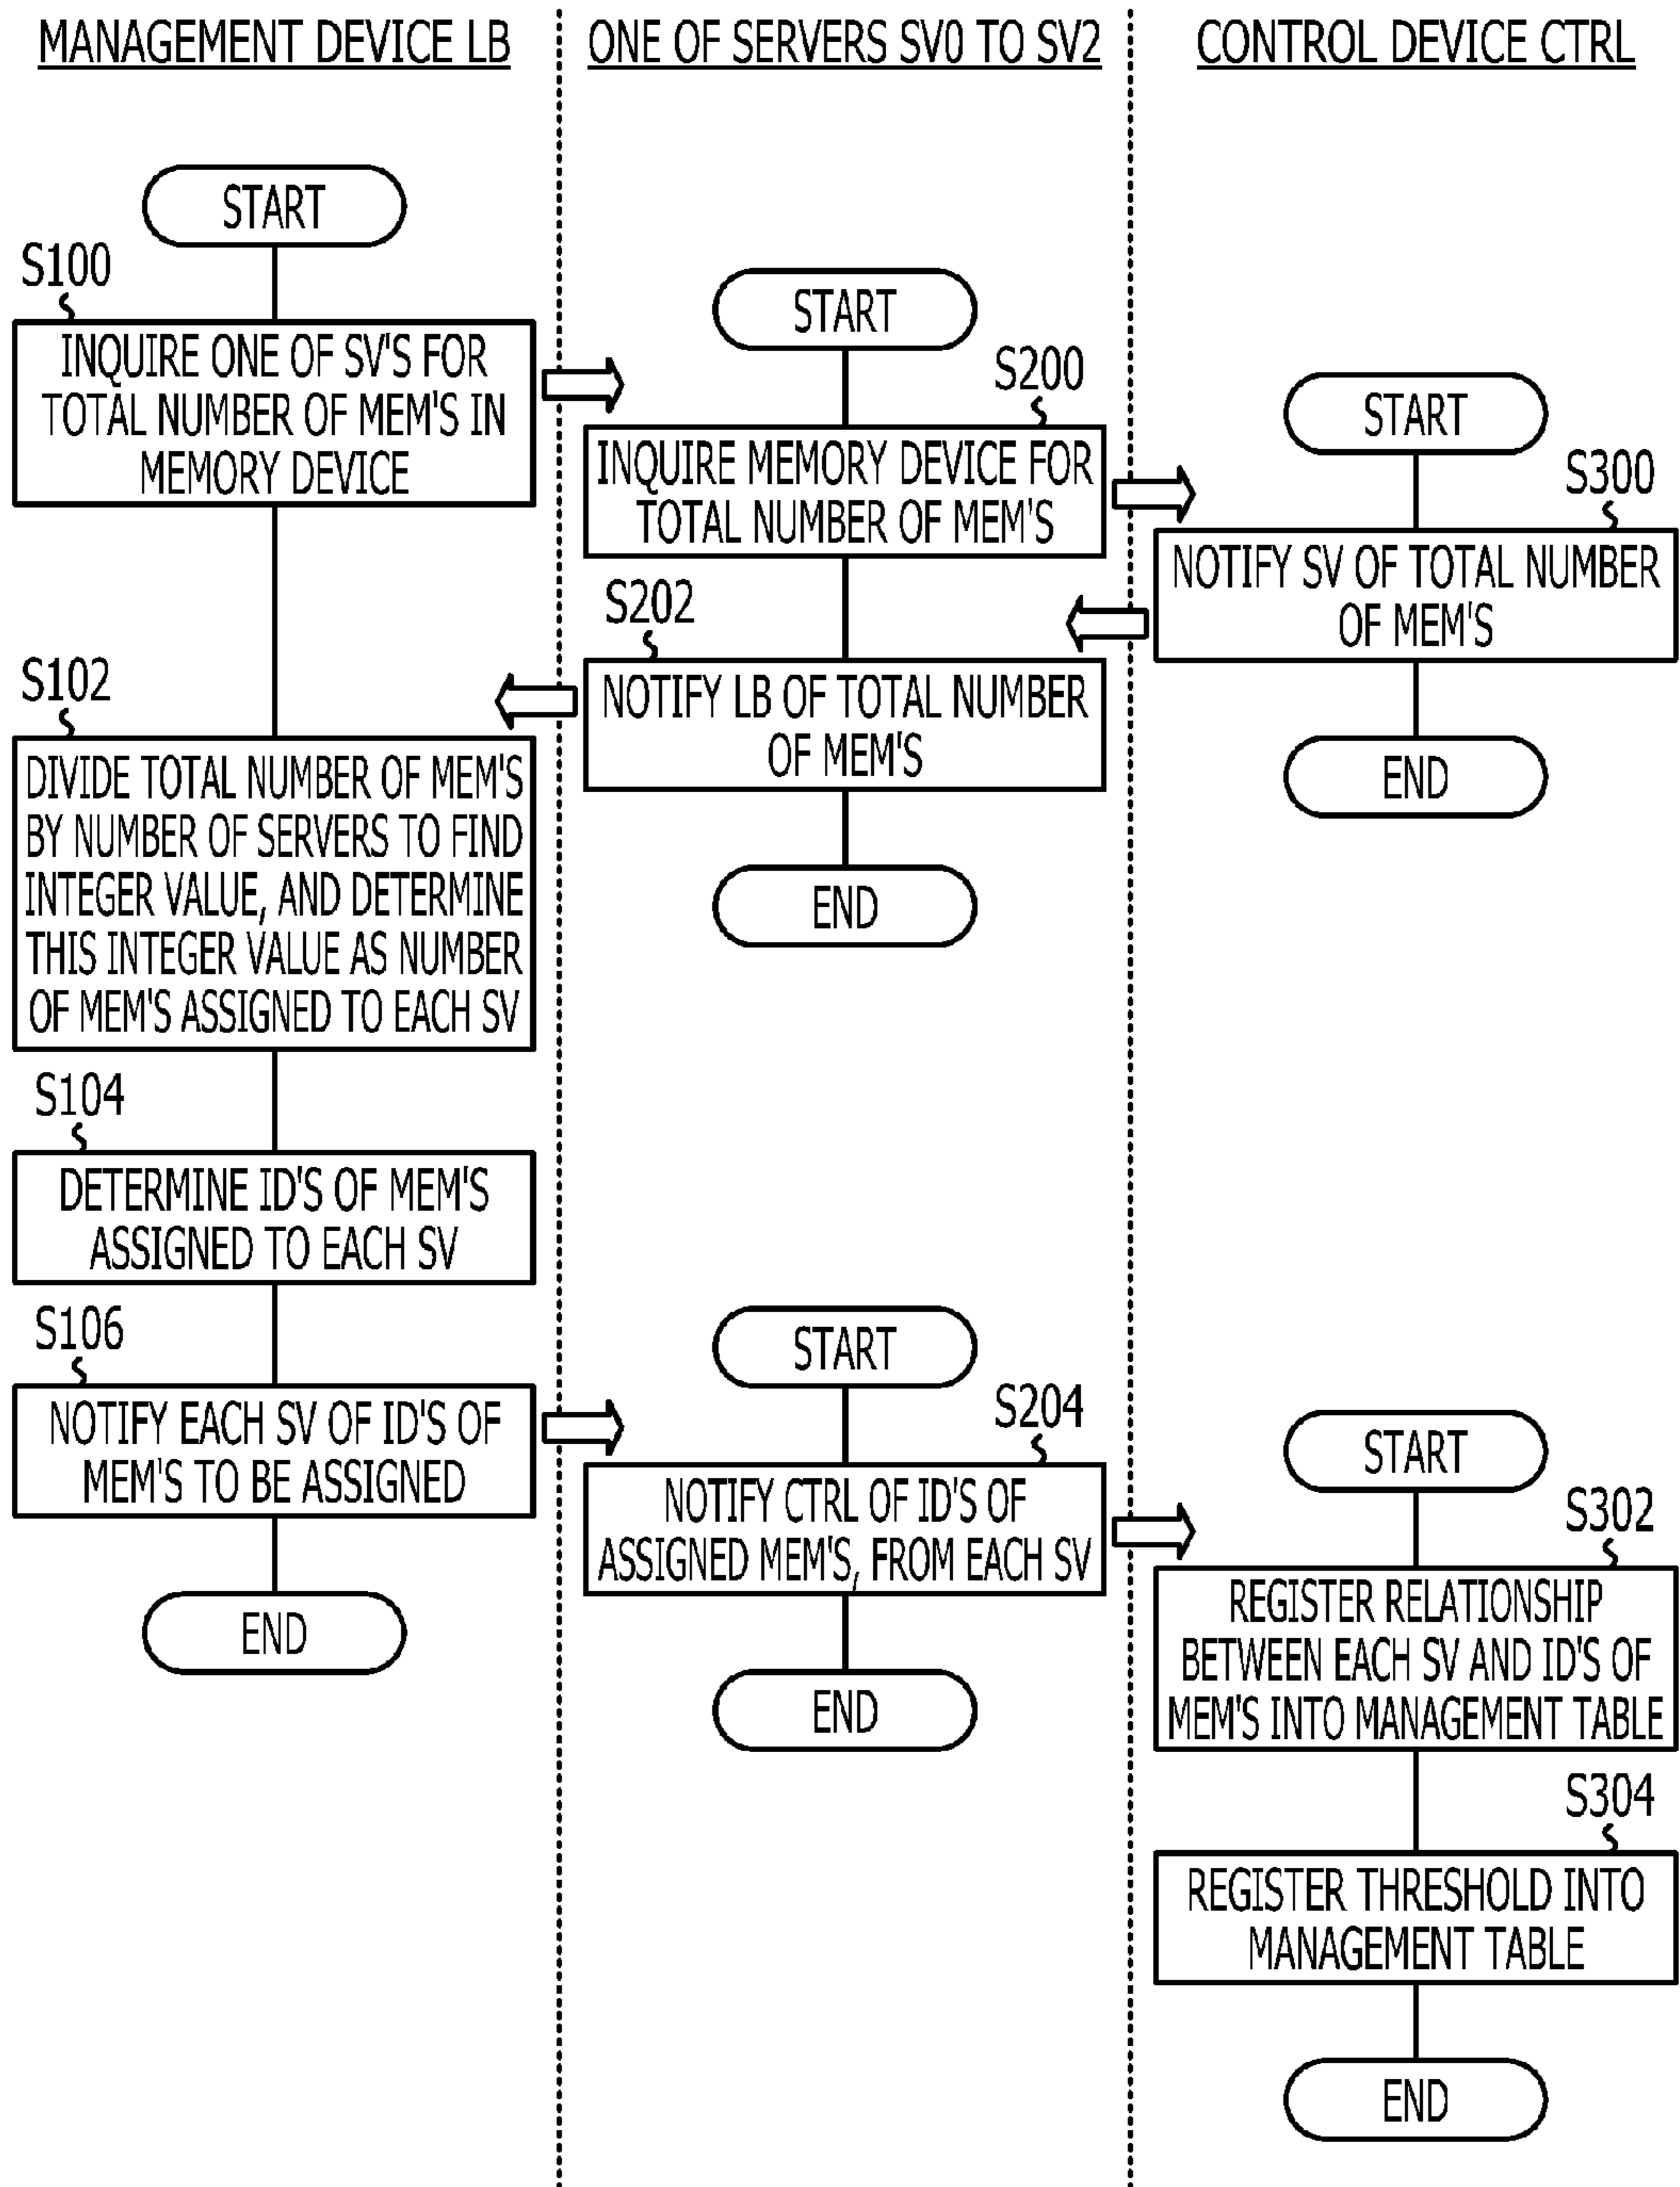 MANAGEMENT DEVICE LB
START
S100
INQUIRE ONE OF SV'S FOR
TOTAL NUMBER OF MEM'S IN
MEMORY DEVICE
S102
DIVIDE TOTAL NUMBER OF MEM'S
BY NUMBER OF SERVERS TO FIND
INTEGER VALUE, AND DETERMINE
THIS INTEGER VALUE AS NUMBER
OF MEM'S ASSIGNED TO EACH SV
S104
DETERMINE ID'S OF MEM'S
ASSIGNED TO EACH SV
S106
NOTIFY EACH SV OF ID'S OF
MEM'S TO BE ASSIGNED
END
ONE OF SERVERS SV0 TO SV2
START
S200
INQUIRE MEMORY DEVICE FOR
TOTAL NUMBER OF MEM'S
S202
NOTIFY LB OF TOTAL NUMBER
OF MEM'S
END
START
S204
NOTIFY CTRL OF ID'S OF
ASSIGNED MEM'S, FROM EACH SV
END
CONTROL DEVICE CTRL
START
S300
NOTIFY SV OF TOTAL NUMBER
OF MEM'S
END
START
S302
REGISTER RELATIONSHIP
BETWEEN EACH SV AND ID'S OF
MEM'S INTO MANAGEMENT TABLE
S304
REGISTER THRESHOLD INTO
MANAGEMENT TABLE
END